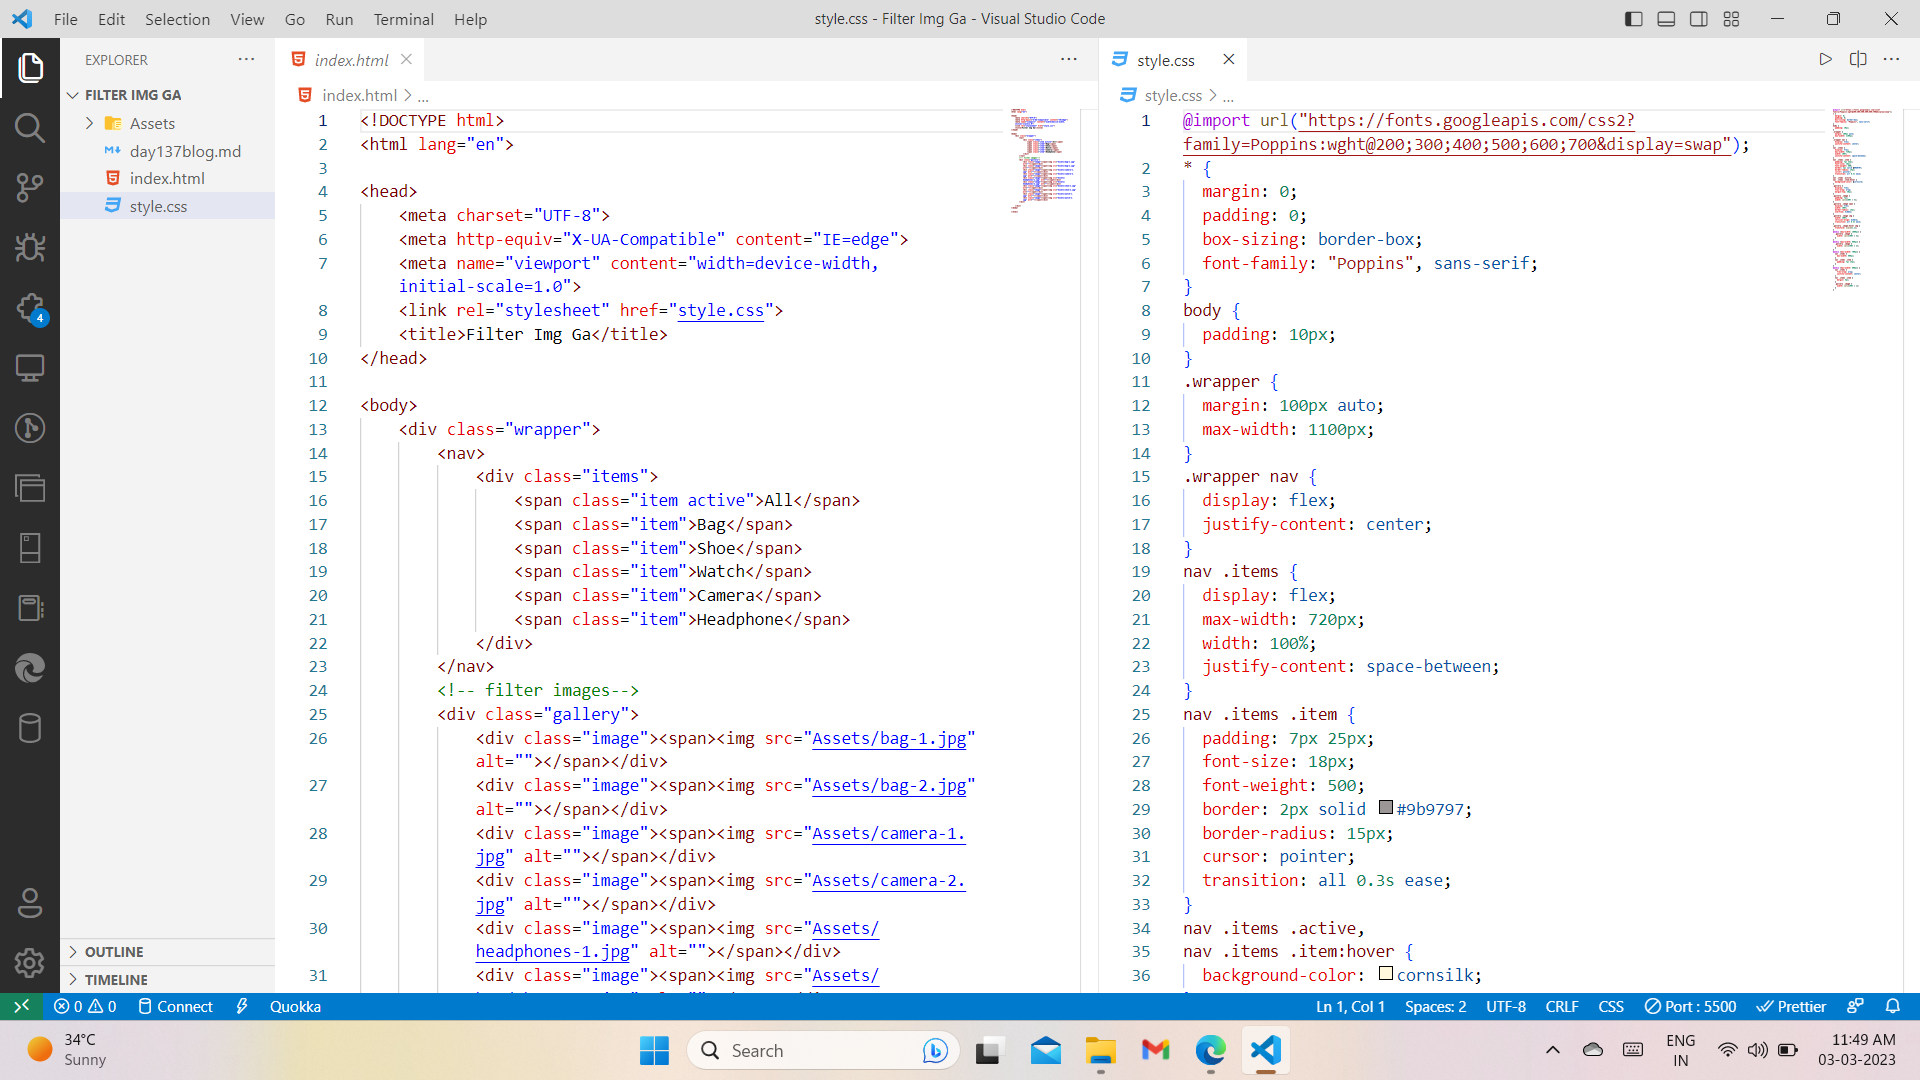 File Edit Selection View Go Run Terminal Help
style.css - Filter Img Ga - Visual Studio Code
EXPLORER
FILTER IMG GA
Assets
day137blog.md
index.html
style.css
4
OUTLINE
TIMELINE
index.html
index.html > ...
1 <!DOCTYPE html>
2 <html lang="en">
3
4 <head>
5 <meta charset="UTF-8">
6 <meta http-equiv="X-UA-Compatible" content="IE=edge">
7 <meta name="viewport" content="width=device-width,
initial-scale=1.0">
8 <link rel="stylesheet" href="style.css">
9 <title>Filter Img Ga</title>
10 </head>
11
12 <body>
13 <div class="wrapper">
14 <nav>
15 <div class="items">
16 <span class="item active">All</span>
17 <span class="item">Bag</span>
18 <span class="item">Shoe</span>
19 <span class="item">Watch</span>
20 <span class="item">Camera</span>
21 <span class="item">Headphone</span>
22 </div>
23 </nav>
24 <!-- filter images-->
25 <div class="gallery">
26 <div class="image"><span><img src="Assets/bag-1.jpg"
alt=""></span></div>
27 <div class="image"><span><img src="Assets/bag-2.jpg"
alt=""></span></div>
28 <div class="image"><span><img src="Assets/camera-1.
jpg" alt=""></span></div>
29 <div class="image"><span><img src="Assets/camera-2.
jpg" alt=""></span></div>
30 <div class="image"><span><img src="Assets/
headphones-1.jpg" alt=""></span></div>
31 <div class="image"><span><img src="Assets/
style.css
style.css > ...
1 @import url("https://fonts.googleapis.com/css2?
family=Poppins:wght@200;300;400;500;600;700&display=swap");
2 * {
3 margin: 0;
4 padding: 0;
5 box-sizing: border-box;
6 font-family: "Poppins", sans-serif;
7 }
8 body {
9 padding: 10px;
10 }
11 .wrapper {
12 margin: 100px auto;
13 max-width: 1100px;
14 }
15 .wrapper nav {
16 display: flex;
17 justify-content: center;
18 }
19 nav .items {
20 display: flex;
21 max-width: 720px;
22 width: 100%;
23 justify-content: space-between;
24 }
25 nav .items .item {
26 padding: 7px 25px;
27 font-size: 18px;
28 font-weight: 500;
29 border: 2px solid #9b9797;
30 border-radius: 15px;
31 cursor: pointer;
32 transition: all 0.3s ease;
33 }
34 nav .items .active,
35 nav .items .item:hover {
36 background-color: cornsilk;
0 0 Connect Quokka
Ln 1, Col 1 Spaces: 2 UTF-8 CRLF CSS Port : 5500 Prettier
34°C
Sunny
Search
ENG
IN
11:49 AM
03-03-2023